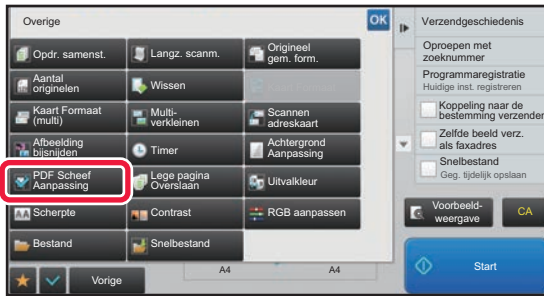 Overige
OK
Opdr. samenst.
Langz. scanm.
Origineel
gem. form.
Aantal
originelen
Wissen
Kaart Formaat
(multi)
Multi-
verkleinen
Scannen
adreskaart
Afbeelding
bijsnijden
Timer
Achtergrond
Aanpassing
PDF Scheef
Aanpassing
Lege pagina
Overslaan
Uitvalkleur
Scherpte
Contrast
RGB aanpassen
Bestand
Snelbestand
Vorige
A4
A4
Verzendgeschiedenis
Oproepen met
zoeknummer
Programmaregistratie
Huidige inst. registreren
Koppeling naar de
bestemming verzenden
Zelfde beeld verz.
als faxadres
Snelbestand
Geg. tijdelijk opslaan
Voorbeeld-
weergave
CA
Start